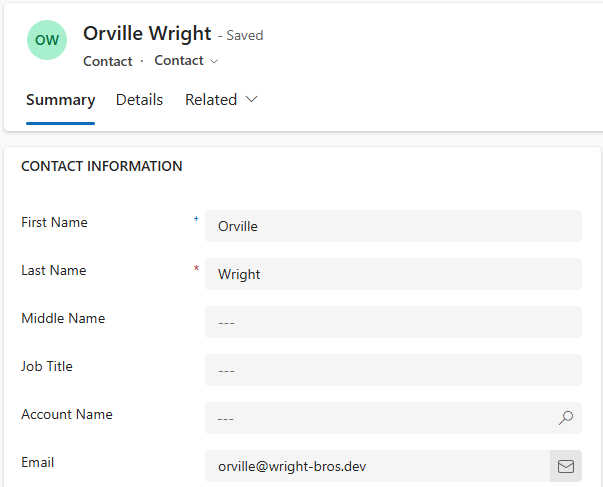 OW
Orville Wright - Saved
Contact · Contact
Summary Details Related
CONTACT INFORMATION
First Name + Orville
Last Name * Wright
Middle Name ---
Job Title ---
Account Name ---
Email orville@wright-bros.dev